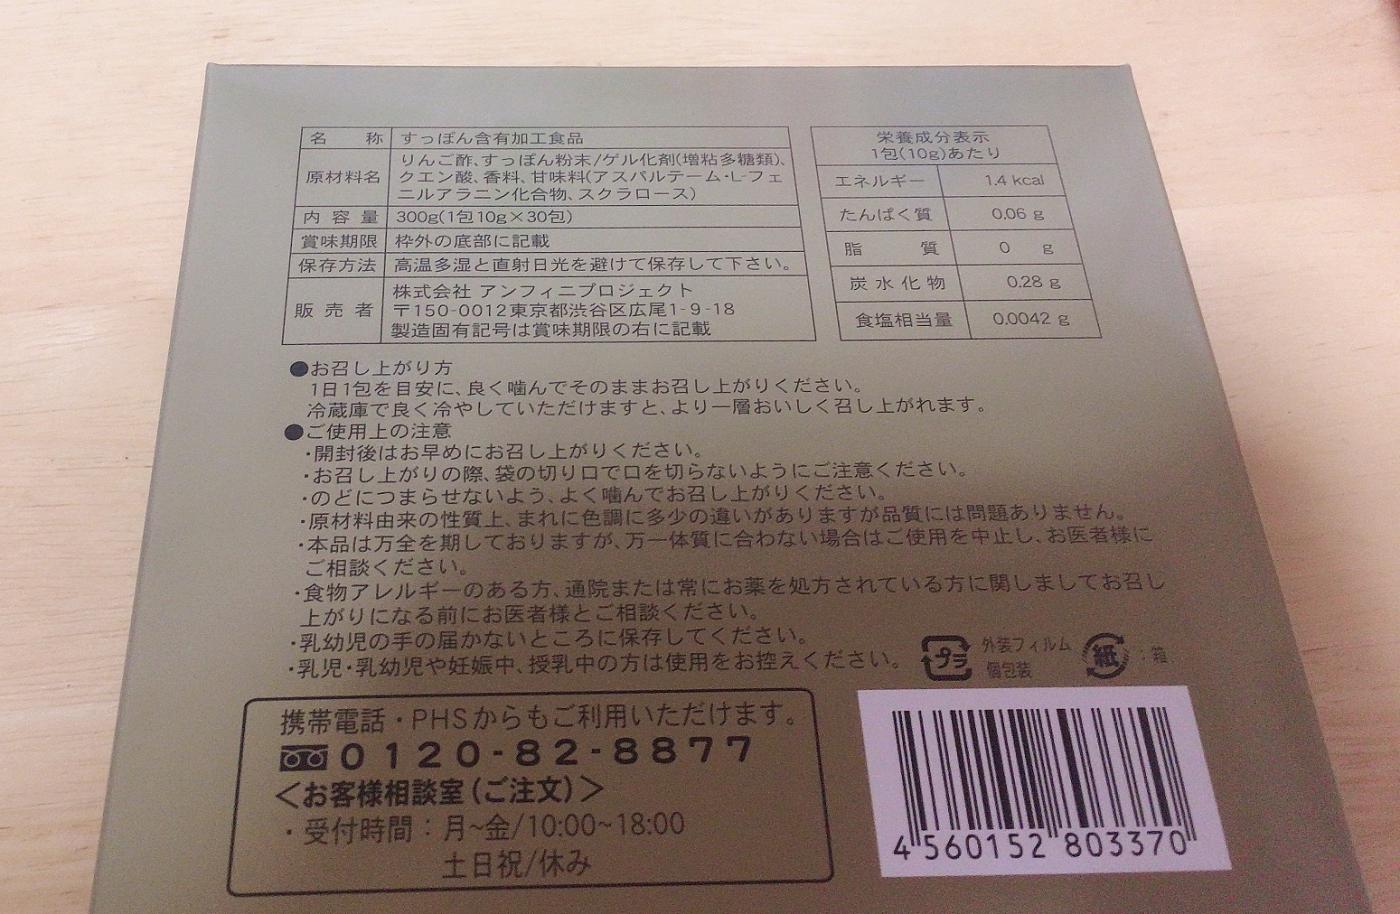 名 称 すっぽん含有加工食品
原材料名 りんご酢、すっぽん粉末/ゲル化剤(増粘多糖類)、
クエン酸、香料、甘味料(アスパルテーム・L-フェ
ニルアラニン化合物、スクラロース)
内容量 300g(1包10g×30包)
賞味期限 枠外の底部に記載
保存方法 高温多湿と直射日光を避けて保存して下さい。
販売者 株式会社 アンフィニプロジェクト
〒150-0012東京都渋谷区広尾1-9-18
製造固有記号は賞味期限の右に記載
栄養成分表示
1包(10g)あたり
エネルギー 1.4 kcal
たんぱく質 0.06 g
脂質 0 g
炭水化物 0.28 g
食塩相当量 0.0042 g
●お召し上がり方
1日1包を目安に、良く噛んでそのままお召し上がりください。
冷蔵庫で良く冷やしていただけますと、より一層おいしく召し上がれます。
●ご使用上の注意
・開封後はお早めにお召し上がりください。
・お召し上がりの際、袋の切り口で口を切らないようにご注意ください。
・のどにつまらせないよう、よく噛んでお召し上がりください。
・原材料由来の性質上、まれに色調に多少の違いがありますが品質には問題ありません。
・本品は万全を期しておりますが、万一体質に合わない場合はご使用を中止し、お医者様に
ご相談ください。
・食物アレルギーのある方、通院または常にお薬を処方されている方に関しましてお召し
上がりになる前にお医者様とご相談ください。
・乳幼児の手の届かないところに保存してください。
・乳児・乳幼児や妊娠中、授乳中の方は使用をお控えください。
プラ 外装フィルム
個包装
紙 :箱
携帯電話・PHSからもご利用いただけます。
0120-82-8877
<お客様相談室(ご注文)>
・受付時間:月~金/10:00~18:00
土日祝/休み
4 560152 803370